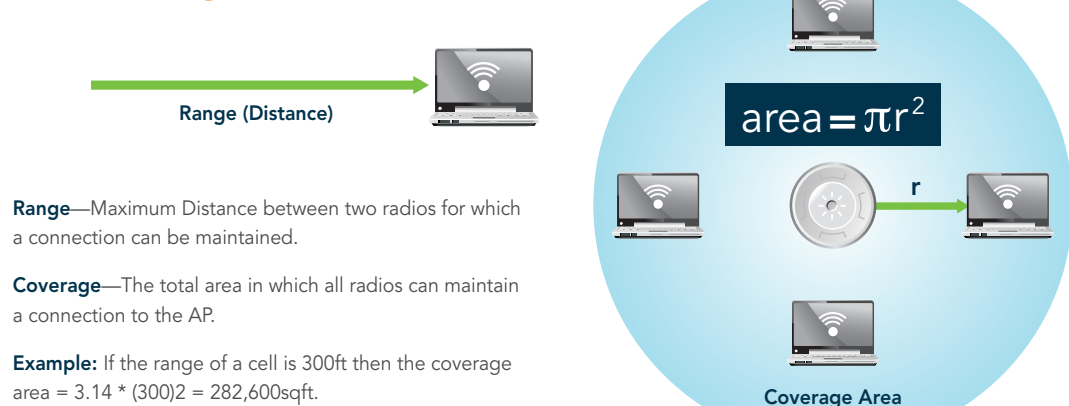 Range (Distance)
Range—Maximum Distance between two radios for which
a connection can be maintained.
Coverage—The total area in which all radios can maintain
a connection to the AP.
Example: If the range of a cell is 300ft then the coverage
area = 3.14 * (300)2 = 282,600sqft.
area=πr²
r
Coverage Area